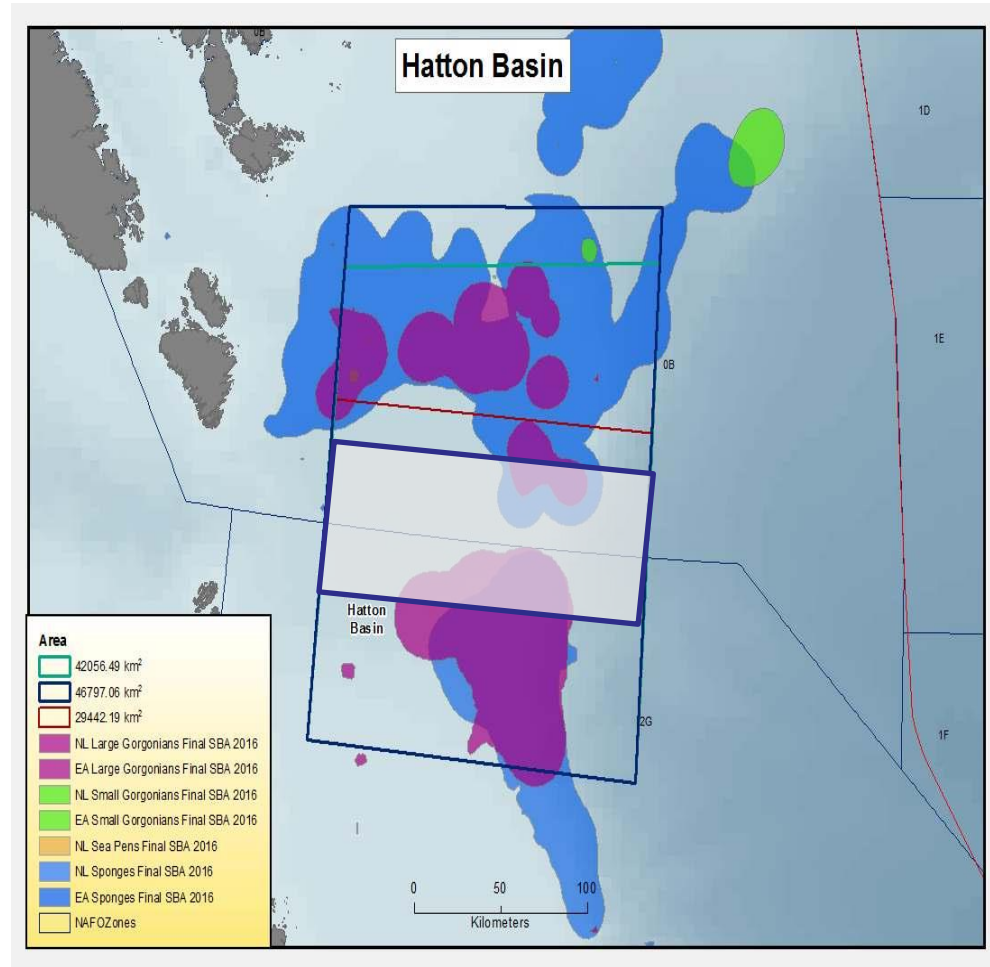 0B
Hatton Basin
1D
1E
0B
Hatton
Basin
2G
1F
Area
42056.49 km²
46797.06 km²
29442.19 km²
NL Large Gorgonians Final SBA 2016
EA Large Gorgonians Final SBA 2016
NL Small Gorgonians Final SBA 2016
EA Small Gorgonians Final SBA 2016
NL Sea Pens Final SBA 2016
NL Sponges Final SBA 2016
EA Sponges Final SBA 2016
NAFOZones
0 50 100
Kilometers